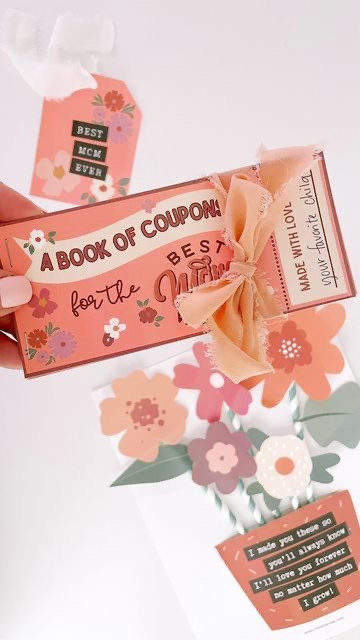 BEST
MOM
EVER
A BOOK OF COUPONS
for the
BEST
MADE WITH LOVE
your favorite child
I made you these so
you'll always know
I'll love you forever
no matter how much
I grow!